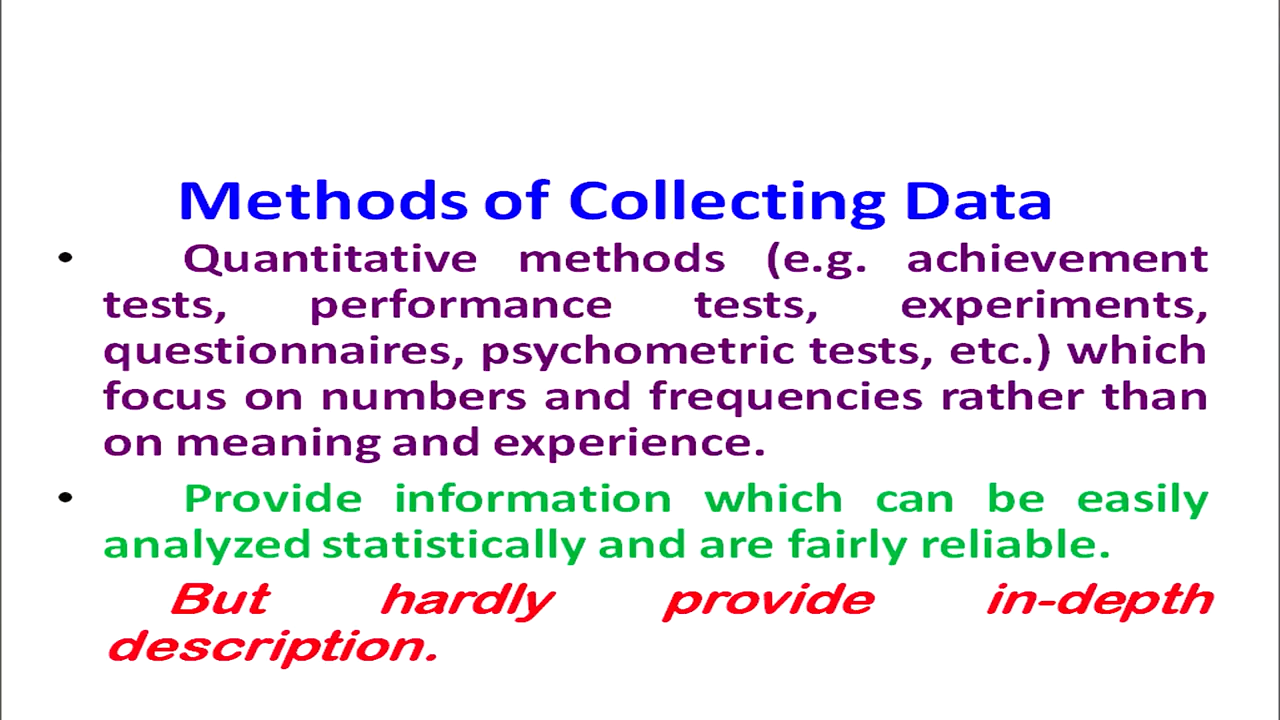 Methods of Collecting Data
• Quantitative methods (e.g. achievement
tests, performance tests, experiments,
questionnaires, psychometric tests, etc.) which
focus on numbers and frequencies rather than
on meaning and experience.
• Provide information which can be easily
analyzed statistically and are fairly reliable.
But hardly provide in-depth
description.